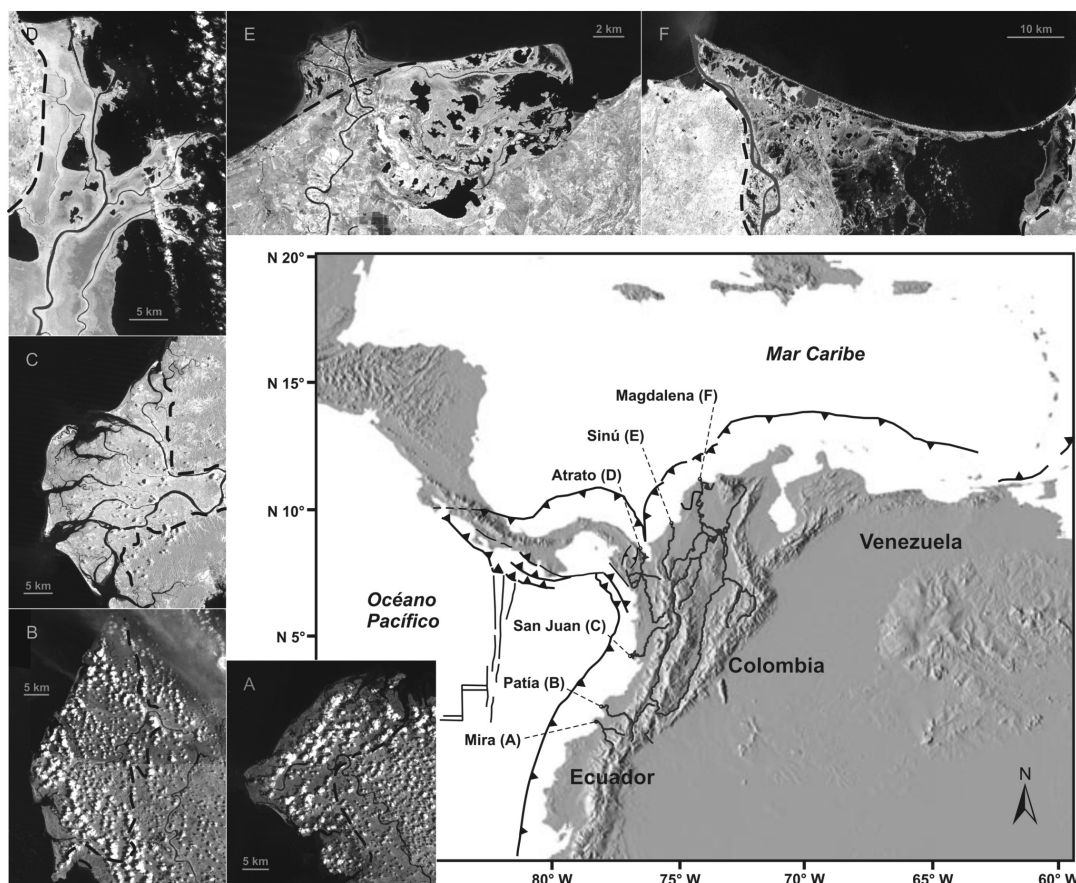 D
5 km
E
2 km
F
10 km
C
5 km
B
5 km
A
5 km
N 20°
N 15°
N 10°
N 5°
80° W
75° W
70° W
65° W
60° W
Mar Caribe
Magdalena (F)
Sinú (E)
Atrato (D)
Venezuela
Océano
Pacífico
San Juan (C)
Colombia
Patía (B)
Mira (A)
Ecuador
N